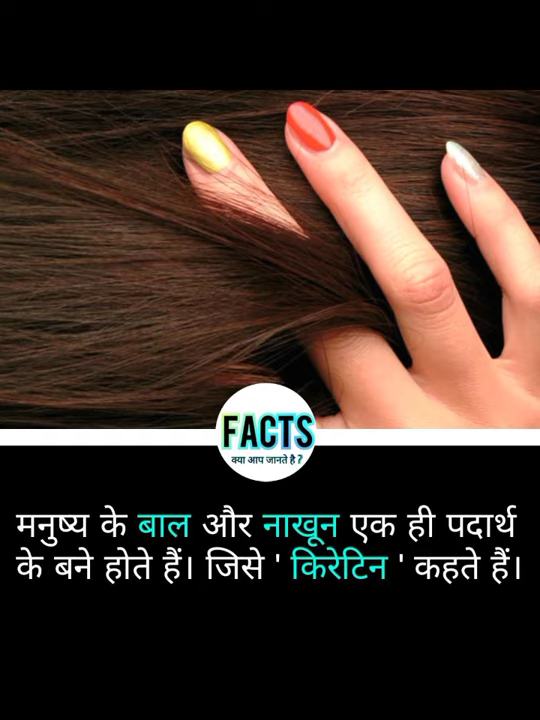 FACTS
क्या आप जानते है ?
मनुष्य के बाल और नाखून एक ही पदार्थ
के बने होते हैं। जिसे ' किरेटिन ' कहते हैं।